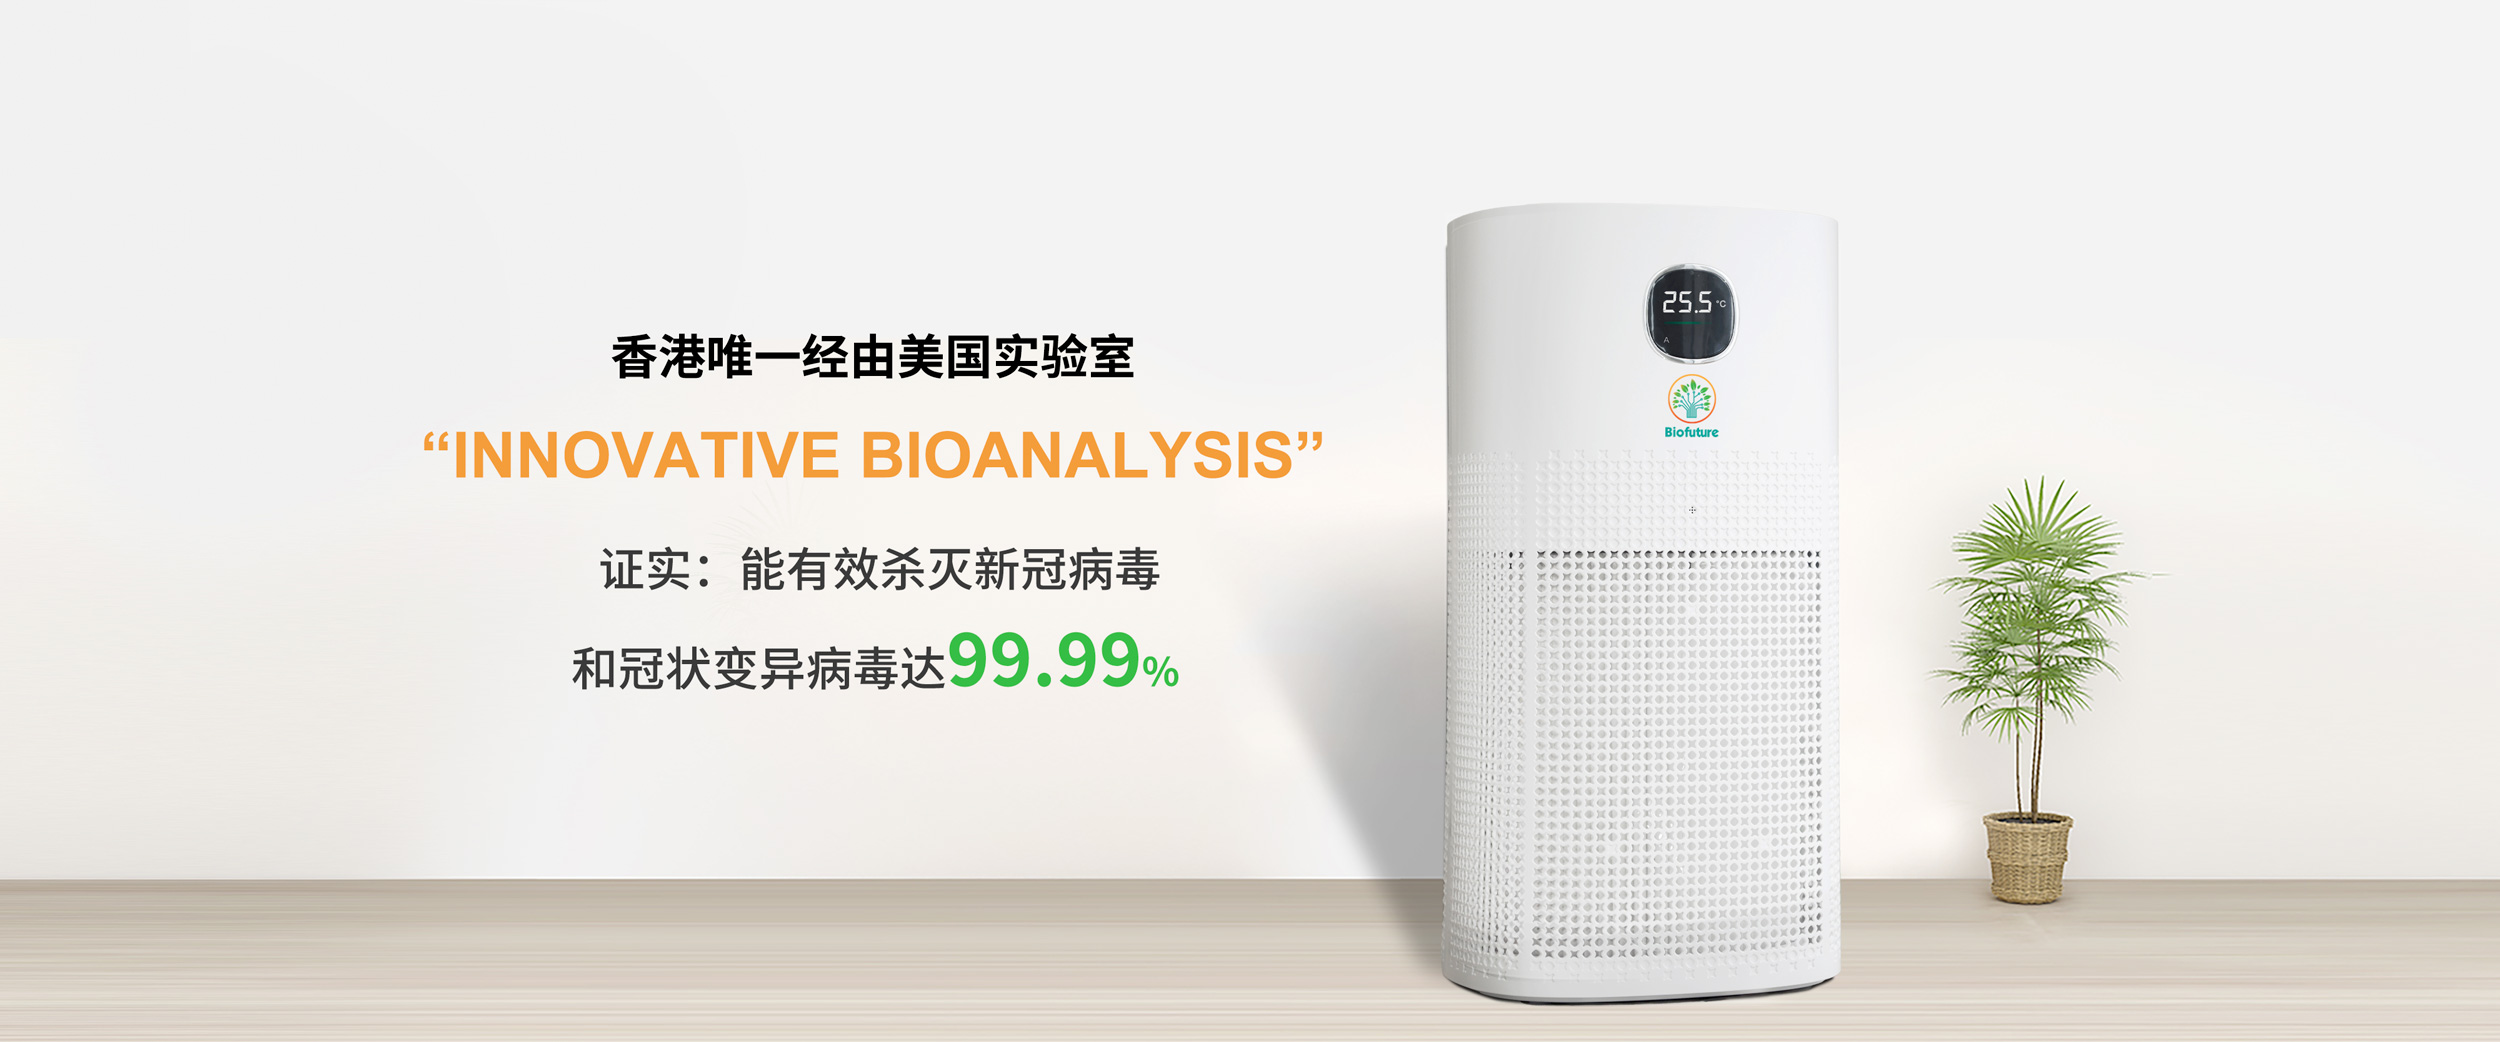 香港唯一经由美国实验室
“INNOVATIVE BIOANALYSIS”
证实：能有效杀灭新冠病毒
和冠状变异病毒达99.99%
25.5 °C
A
Biofuture